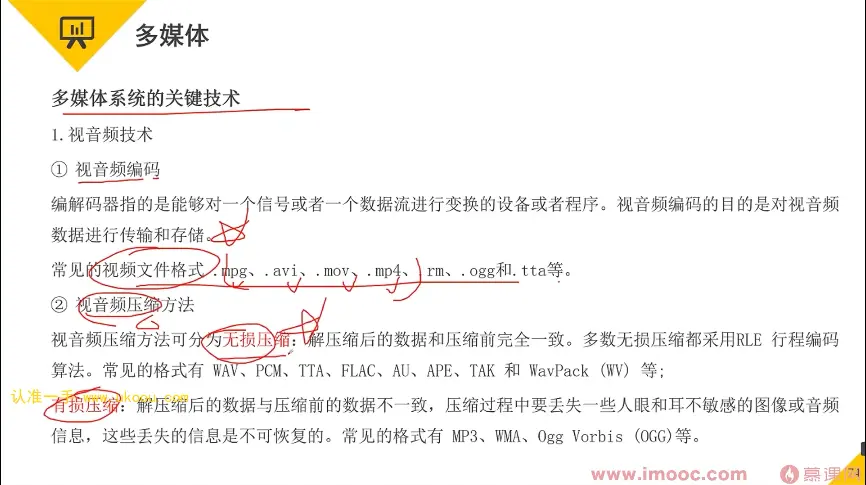 多媒体
多媒体系统的关键技术
1.视音频技术
① 视音频编码
编解码器指的是能够对一个信号或者一个数据流进行变换的设备或者程序。视音频编码的目的是对视音频
数据进行传输和存储。
常见的视频文件格式 .mpg、.avi、.mov、.mp4、.rm、.ogg和.tta等。
② 视音频压缩方法
视音频压缩方法可分为无损压缩：解压缩后的数据和压缩前完全一致。多数无损压缩都采用RLE 行程编码
算法。常见的格式有 WAV、PCM、TTA、FLAC、AU、APE、TAK 和 WavPack (WV) 等;
认准一手
有损压缩：解压缩后的数据与压缩前的数据不一致，压缩过程中要丢失一些人眼和耳不敏感的图像或音频
信息，这些丢失的信息是不可恢复的。常见的格式有 MP3、WMA、Ogg Vorbis (OGG)等。
www.imooc.com
慕课